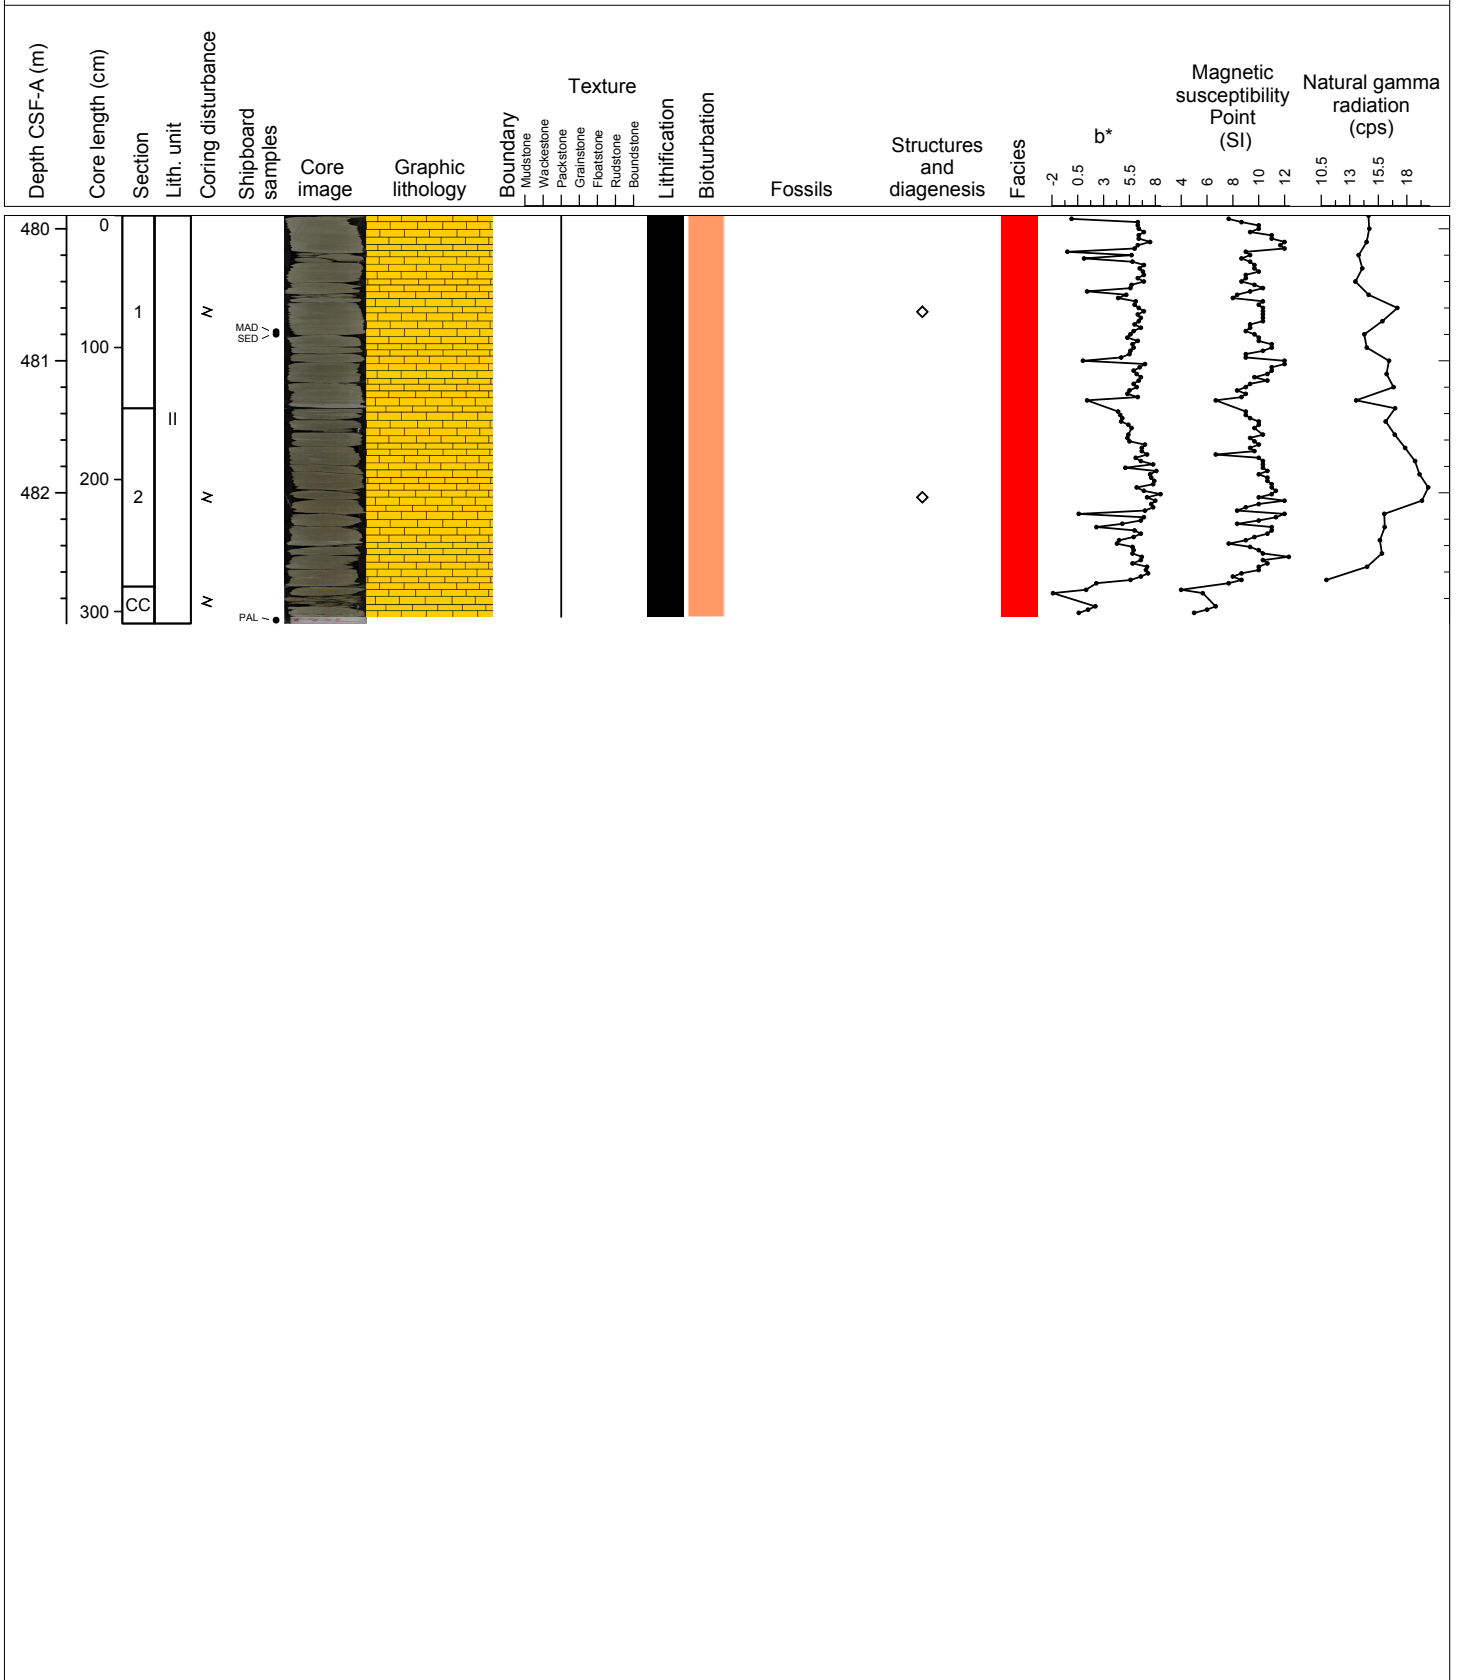 Depth CSF-A (m)
Core length (cm)
Section
Lith. unit
Coring disturbance
Shipboard
samples
Core
image
Graphic
lithology
Boundary
Texture
Mudstone
Wackestone
Packstone
Grainstone
Floatstone
Rudstone
Boundstone
Lithification
Bioturbation
Fossils
Structures
and
diagenesis
Facies
b*
-2 0.5 3 5.5 8
Magnetic
susceptibility
Point
(SI)
4 6 8 10 12
Natural gamma
radiation
(cps)
10.5 13 15.5 18
480
0
1
MAD
SED
100
481
II
200
482
2
CC
300
PAL